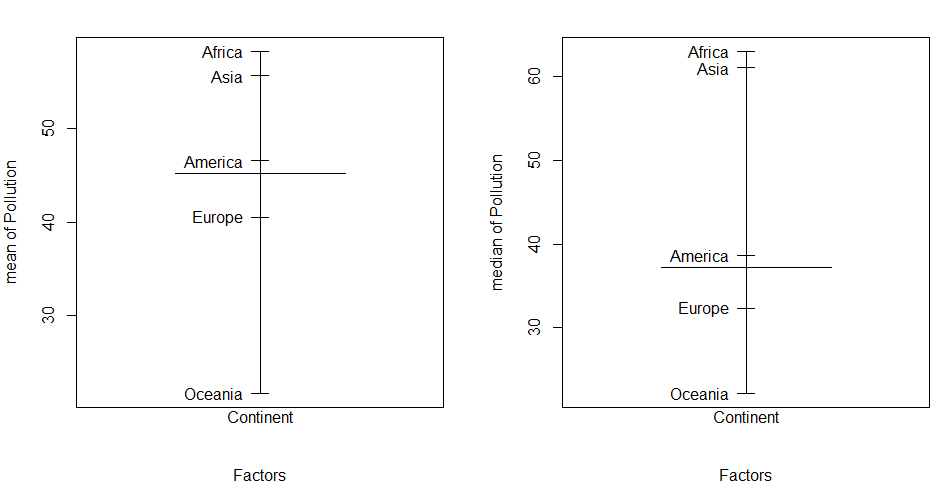 Africa
Asia
50
America
mean of Pollution
40
Europe
30
Oceania
Continent
Factors
Africa
60
Asia
50
median of Pollution
40
America
Europe
30
Oceania
Continent
Factors